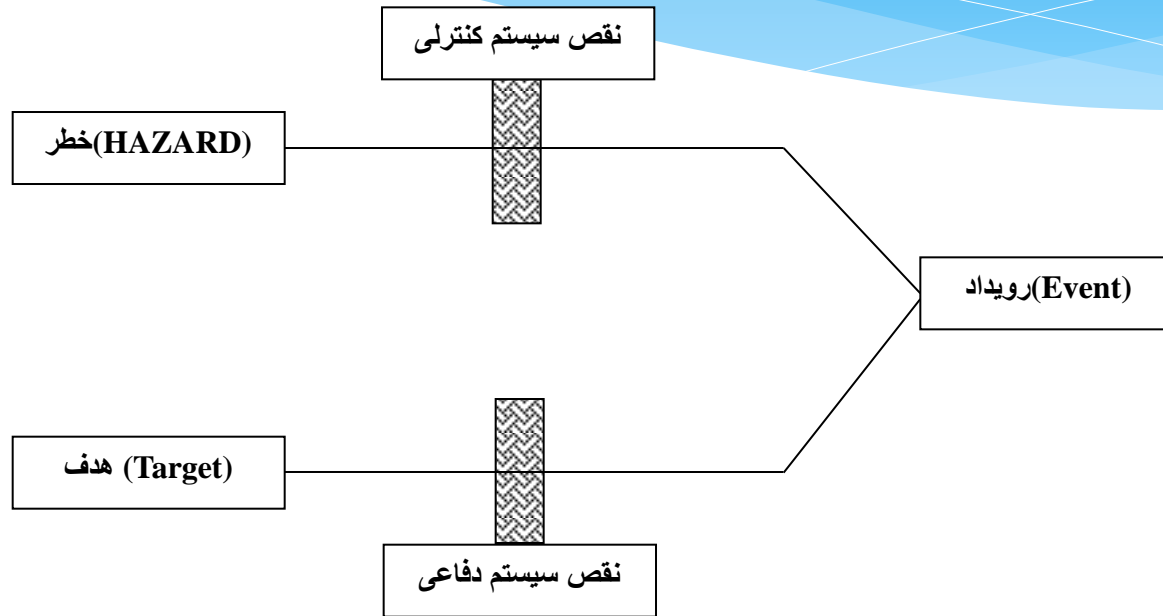 نقص سیستم کنترلی
خطر(HAZARD)
رویداد(Event)
هدف (Target)
نقص سیستم دفاعی